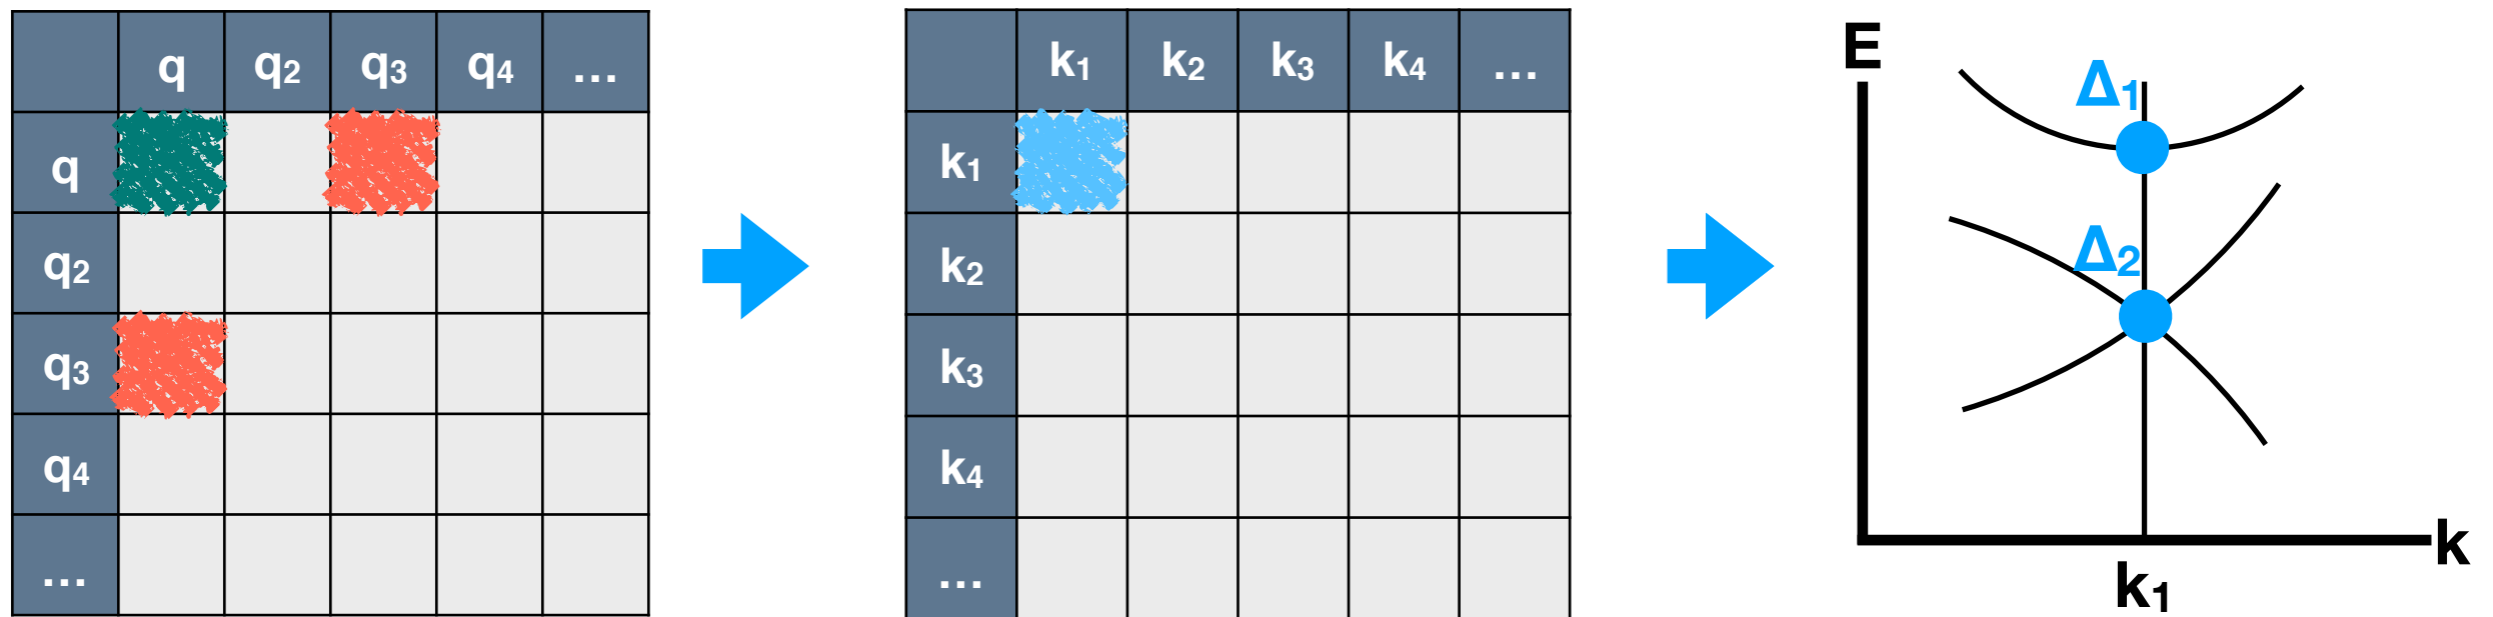 q q₂ q₃ q₄ ...
q
q₂
q₃
q₄
...
k₁ k₂ k₃ k₄ ...
k₁
k₂
k₃
k₄
...
E
Δ₁
Δ₂
k
k₁